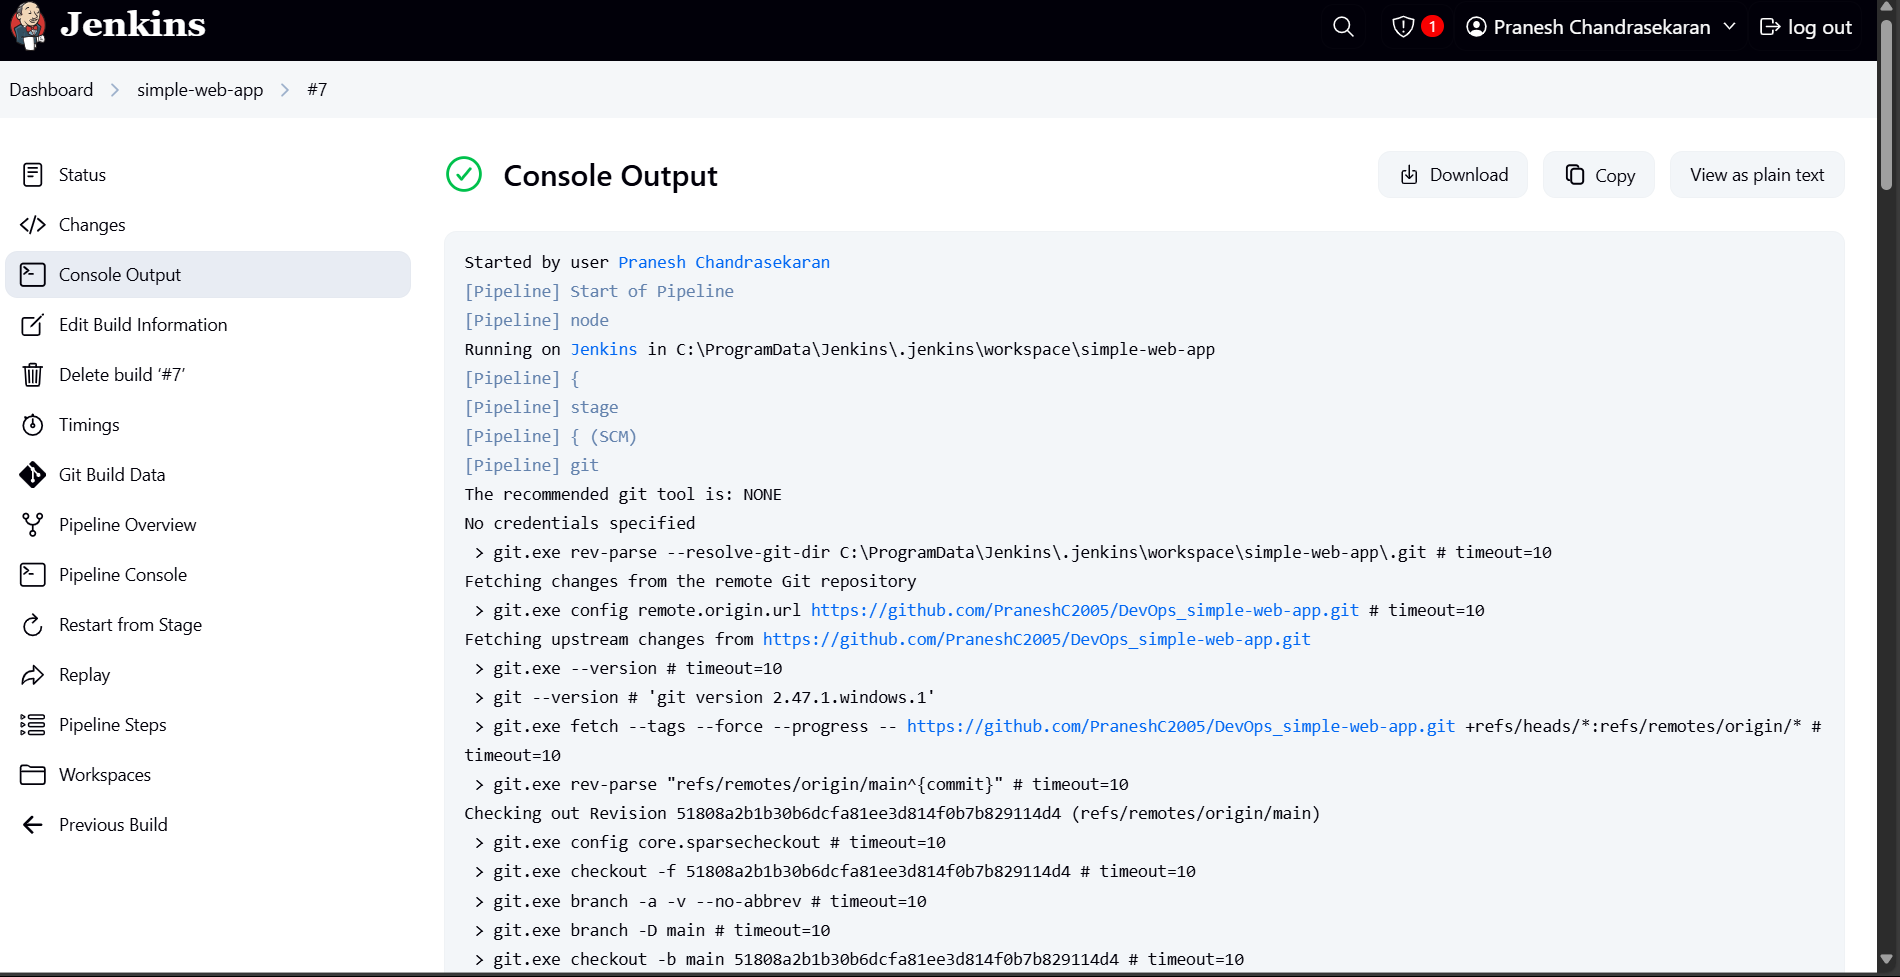 Jenkins
1
Pranesh Chandrasekaran
log out
Dashboard
simple-web-app
#7
Status
Changes
Console Output
Edit Build Information
Delete build ‘#7’
Timings
Git Build Data
Pipeline Overview
Pipeline Console
Restart from Stage
Replay
Pipeline Steps
Workspaces
Previous Build
Console Output
Download
Copy
View as plain text
Started by user Pranesh Chandrasekaran
[Pipeline] Start of Pipeline
[Pipeline] node
Running on Jenkins in C:\ProgramData\Jenkins\.jenkins\workspace\simple-web-app
[Pipeline] {
[Pipeline] stage
[Pipeline] { (SCM)
[Pipeline] git
The recommended git tool is: NONE
No credentials specified
 > git.exe rev-parse --resolve-git-dir C:\ProgramData\Jenkins\.jenkins\workspace\simple-web-app\.git # timeout=10
Fetching changes from the remote Git repository
 > git.exe config remote.origin.url https://github.com/PraneshC2005/DevOps_simple-web-app.git # timeout=10
Fetching upstream changes from https://github.com/PraneshC2005/DevOps_simple-web-app.git
 > git.exe --version # timeout=10
 > git --version # 'git version 2.47.1.windows.1'
 > git.exe fetch --tags --force --progress -- https://github.com/PraneshC2005/DevOps_simple-web-app.git +refs/heads/*:refs/remotes/origin/* #
timeout=10
 > git.exe rev-parse "refs/remotes/origin/main^{commit}" # timeout=10
Checking out Revision 51808a2b1b30b6dcfa81ee3d814f0b7b829114d4 (refs/remotes/origin/main)
 > git.exe config core.sparsecheckout # timeout=10
 > git.exe checkout -f 51808a2b1b30b6dcfa81ee3d814f0b7b829114d4 # timeout=10
 > git.exe branch -a -v --no-abbrev # timeout=10
 > git.exe branch -D main # timeout=10
 > git.exe checkout -b main 51808a2b1b30b6dcfa81ee3d814f0b7b829114d4 # timeout=10